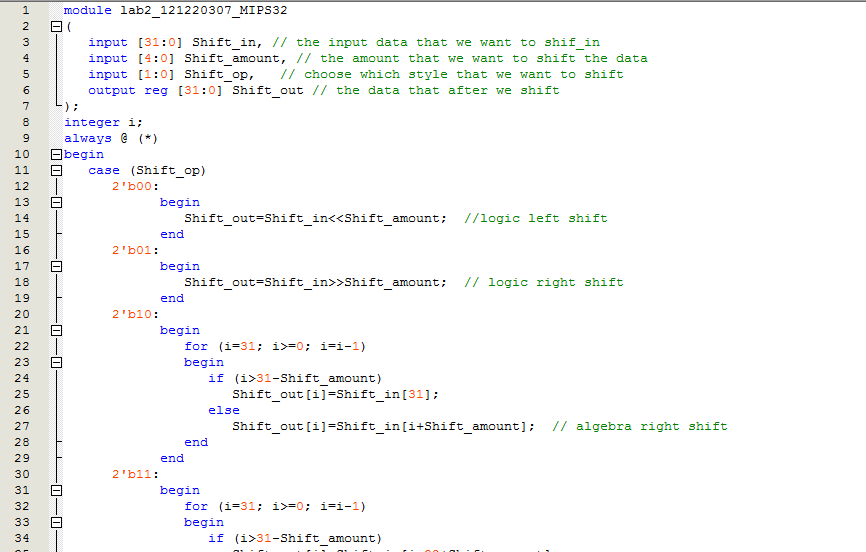 1 module lab2_121220307_MIPS32
2 (
3 input [31:0] Shift_in, // the input data that we want to shif_in
4 input [4:0] Shift_amount, // the amount that we want to shift the data
5 input [1:0] Shift_op, // choose which style that we want to shift
6 output reg [31:0] Shift_out // the data that after we shift
7 );
8 integer i;
9 always @ (*)
10 begin
11 case (Shift_op)
12 2'b00:
13 begin
14 Shift_out=Shift_in<<Shift_amount; //logic left shift
15 end
16 2'b01:
17 begin
18 Shift_out=Shift_in>>Shift_amount; // logic right shift
19 end
20 2'b10:
21 begin
22 for (i=31; i>=0; i=i-1)
23 begin
24 if (i>31-Shift_amount)
25 Shift_out[i]=Shift_in[31];
26 else
27 Shift_out[i]=Shift_in[i+Shift_amount]; // algebra right shift
28 end
29 end
30 2'b11:
31 begin
32 for (i=31; i>=0; i=i-1)
33 begin
34 if (i>31-Shift_amount)